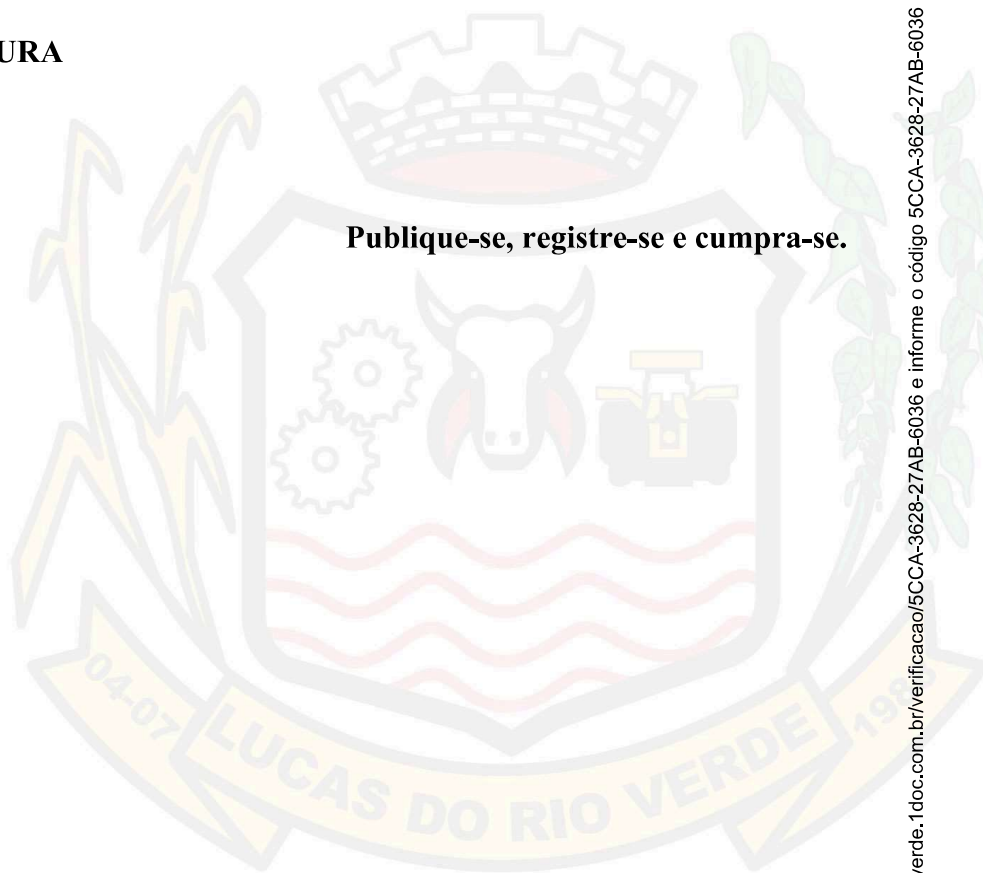 URA
Publique-se, registre-se e cumpra-se.
verde.1doc.com.br/verificacao/5CCA-3628-27AB-6036 e informe o código 5CCA-3628-27AB-6036
04-07
LUCAS DO RIO VERDE
1988